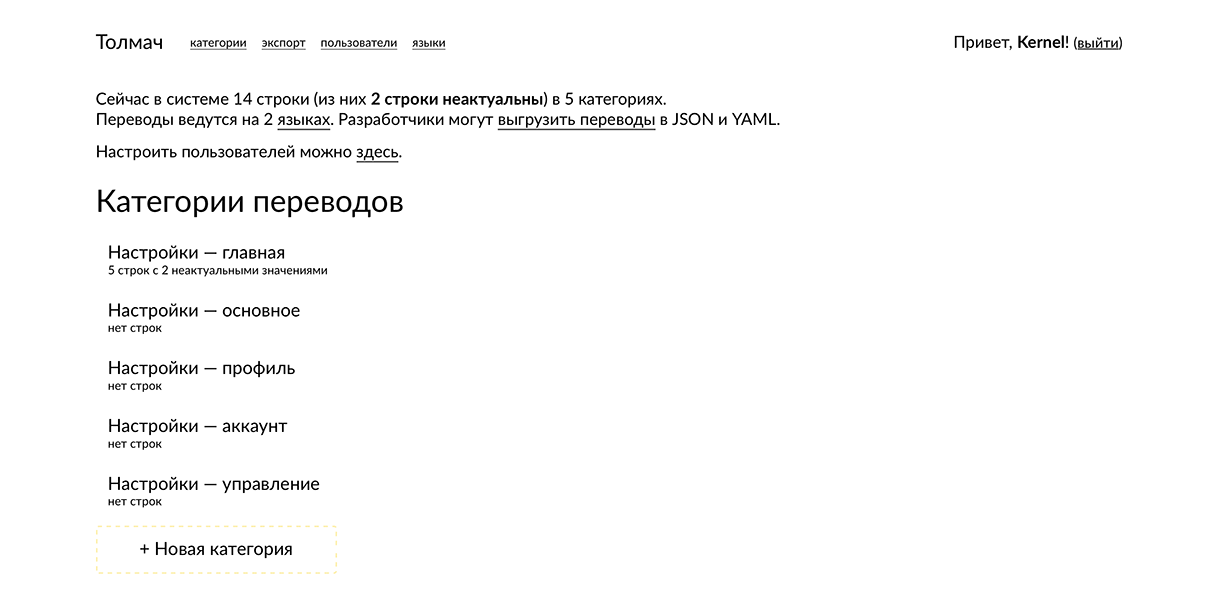 Толмач категории экспорт пользователи языки Привет, Kernel! (выйти)
Сейчас в системе 14 строки (из них 2 строки неактуальны) в 5 категориях.
Переводы ведутся на 2 языках. Разработчики могут выгрузить переводы в JSON и YAML.
Настроить пользователей можно здесь.
Категории переводов
Настройки — главная
5 строк с 2 неактуальными значениями
Настройки — основное
нет строк
Настройки — профиль
нет строк
Настройки — аккаунт
нет строк
Настройки — управление
нет строк
+ Новая категория